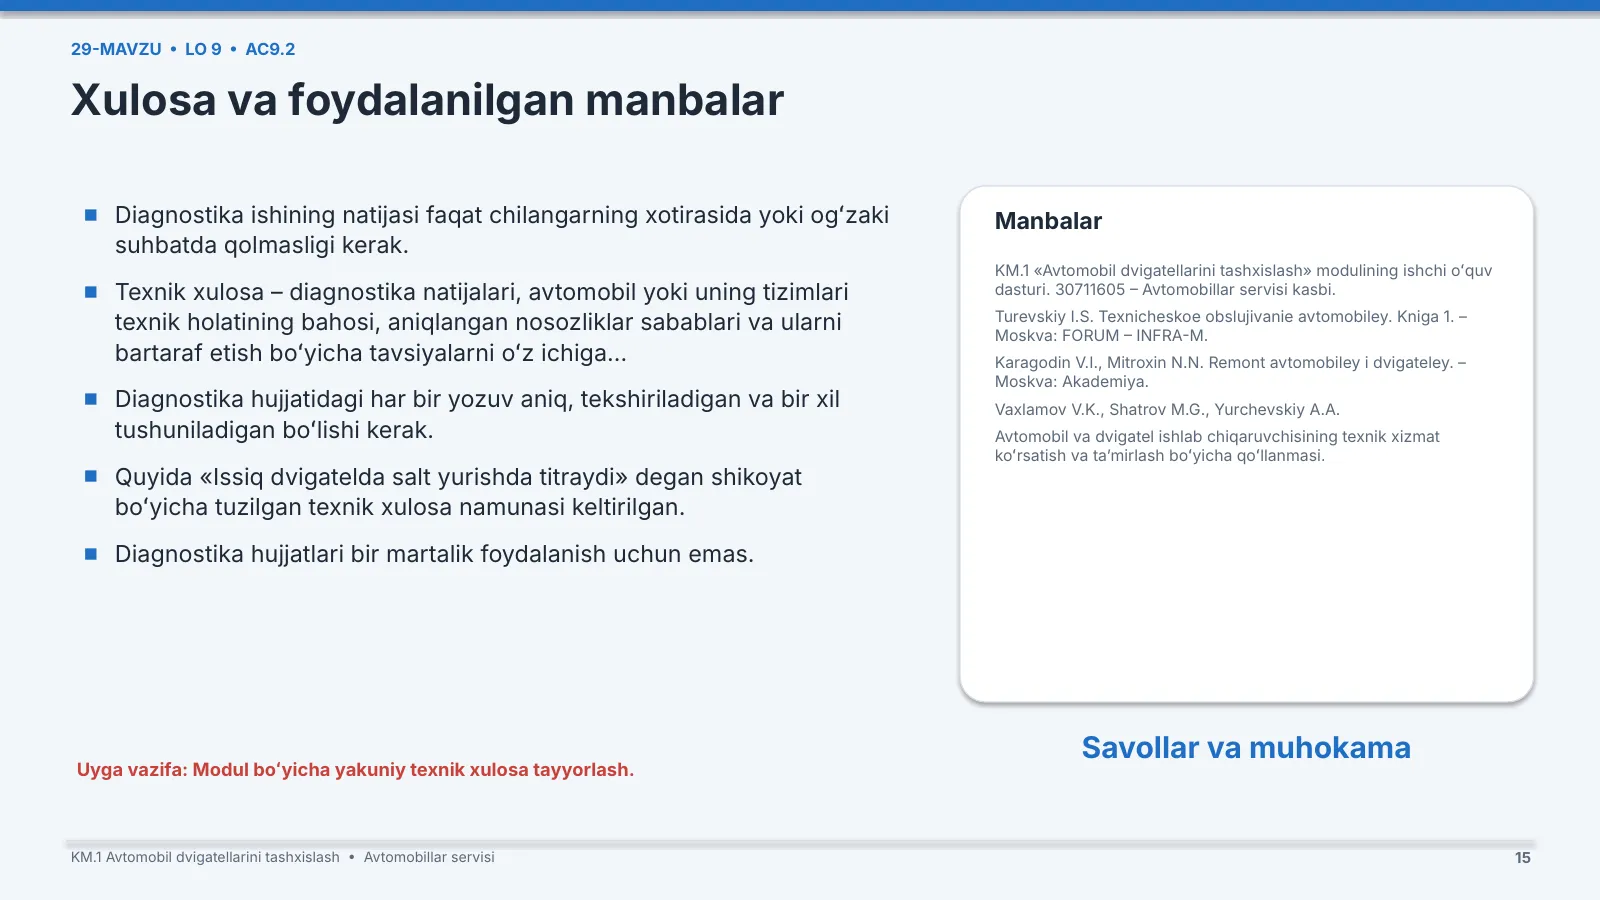 29-MAVZU • LO 9 • AC9.2
Xulosa va foydalanilgan manbalar
Diagnostika ishining natijasi faqat chilangarning xotirasida yoki ogʻzaki
suhbatda qolmasligi kerak.
Texnik xulosa – diagnostika natijalari, avtomobil yoki uning tizimlari
texnik holatining bahosi, aniqlangan nosozliklar sabablari va ularni
bartaraf etish boʻyicha tavsiyalarni oʻz ichiga...
Diagnostika hujjatidagi har bir yozuv aniq, tekshiriladigan va bir xil
tushuniladigan boʻlishi kerak.
Quyida «Issiq dvigatelda salt yurishda titraydi» degan shikoyat
boʻyicha tuzilgan texnik xulosa namunasi keltirilgan.
Diagnostika hujjatlari bir martalik foydalanish uchun emas.
Uyga vazifa: Modul boʻyicha yakuniy texnik xulosa tayyorlash.
Manbalar
KM.1 «Avtomobil dvigatellarini tashxislash» modulining ishchi oʻquv
dasturi. 30711605 – Avtomobillar servisi kasbi.
Turevskiy I.S. Texnicheskoe obslujivanie avtomobiley. Kniga 1. –
Moskva: FORUM – INFRA-M.
Karagodin V.I., Mitroxin N.N. Remont avtomobiley i dvigateley. –
Moskva: Akademiya.
Vaxlamov V.K., Shatrov M.G., Yurchevskiy A.A.
Avtomobil va dvigatel ishlab chiqaruvchisining texnik xizmat
koʻrsatish va taʼmirlash boʻyicha qoʻllanmasi.
Savollar va muhokama
KM.1 Avtomobil dvigatellarini tashxislash • Avtomobillar servisi
15